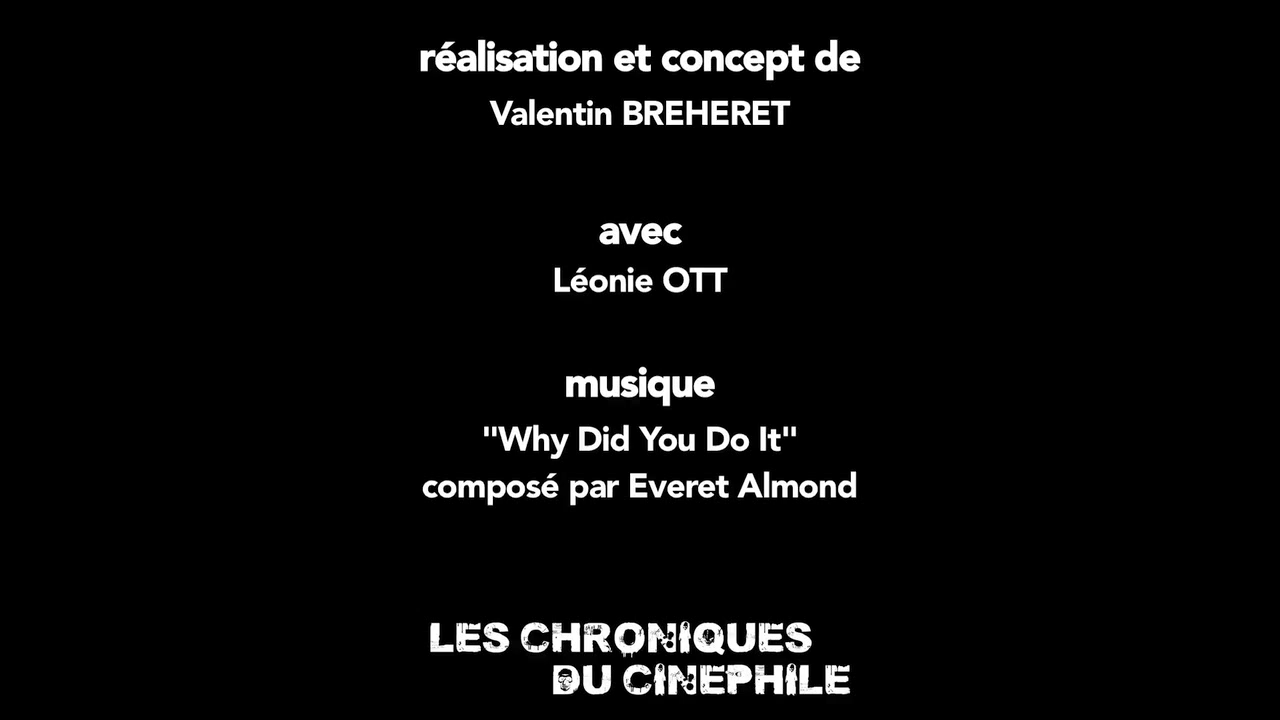 réalisation et concept de
Valentin BREHERET
avec
Léonie OTT
musique
"Why Did You Do It"
composé par Everet Almond
LES CHRONIQUES
DU CINEPHILE